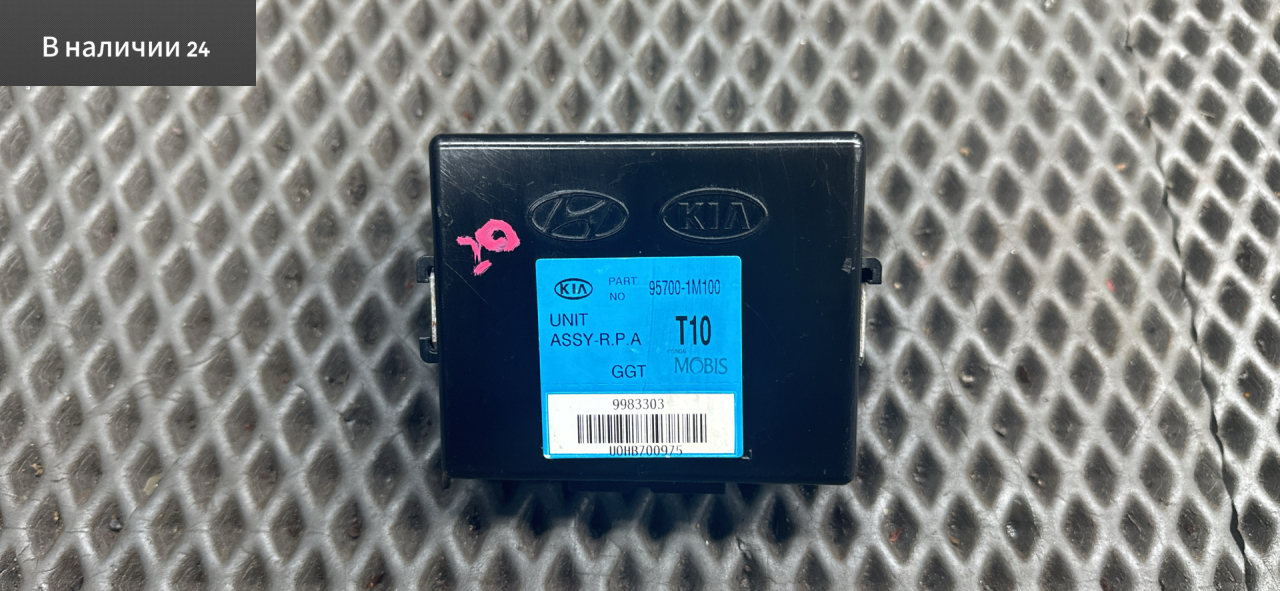 В наличии 24
KIA
KIA PART NO 95700-1M100
UNIT
ASSY-R.P.A T10
GGT MOBIS
9983303
U0HB700975